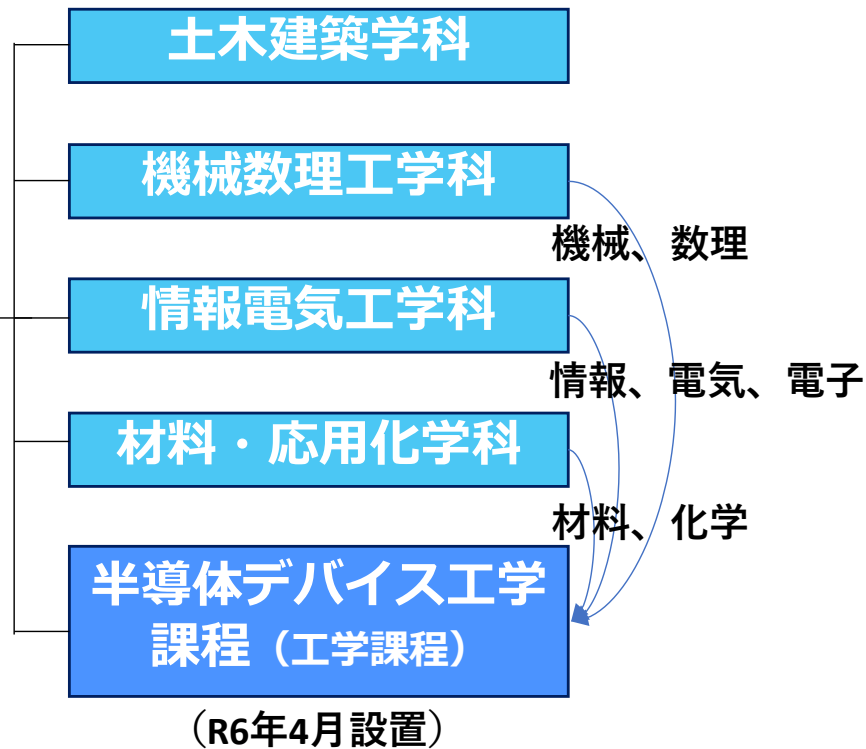 土木建築学科
機械数理工学科
機械、数理
情報電気工学科
情報、電気、電子
材料・応用化学科
材料、化学
半導体デバイス工学
課程（工学課程）
（R6年4月設置）